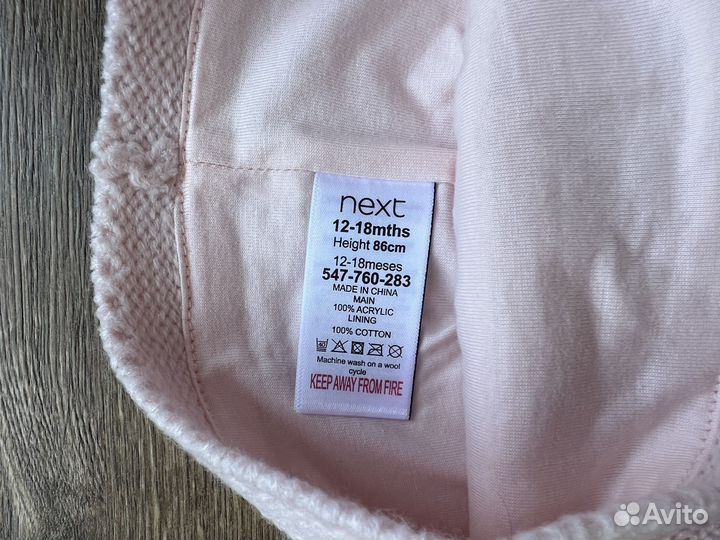 next
12-18mths
Height 86cm
12-18meses
547-760-283
MADE IN CHINA
MAIN
100% ACRYLIC
LINING
100% COTTON
Machine wash on a wool
cycle
KEEP AWAY FROM FIRE
Avito